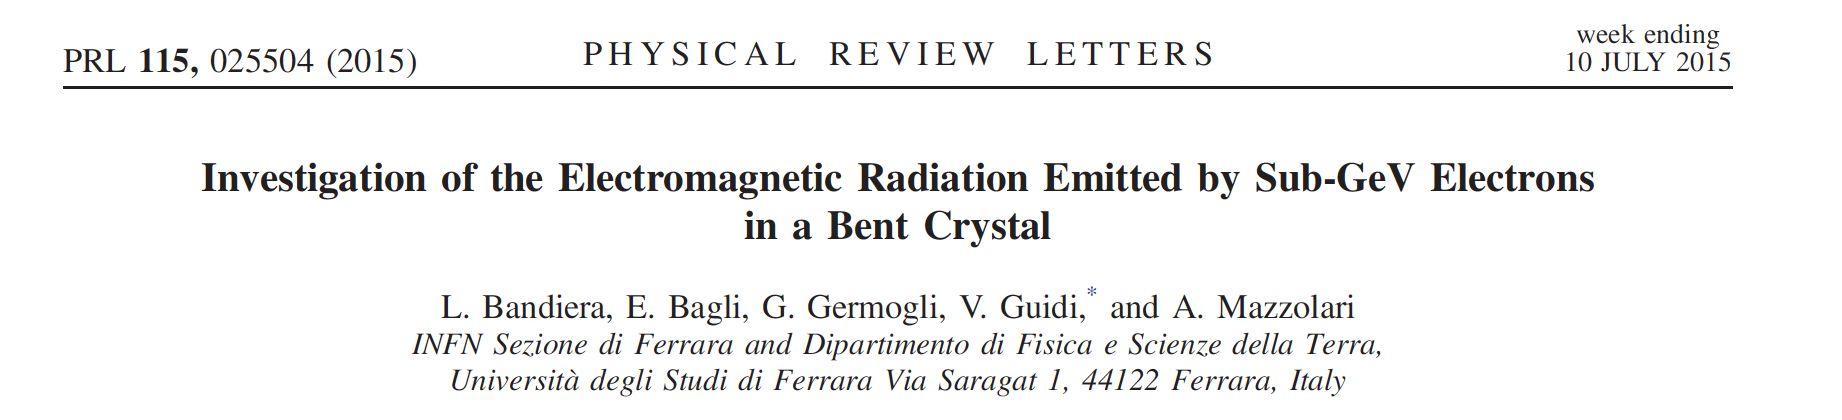 PRL 115, 025504 (2015)
PHYSICAL REVIEW LETTERS
week ending
10 JULY 2015
Investigation of the Electromagnetic Radiation Emitted by Sub-GeV Electrons
in a Bent Crystal
L. Bandiera, E. Bagli, G. Germogli, V. Guidi,* and A. Mazzolari
INFN Sezione di Ferrara and Dipartimento di Fisica e Scienze della Terra,
Università degli Studi di Ferrara Via Saragat 1, 44122 Ferrara, Italy